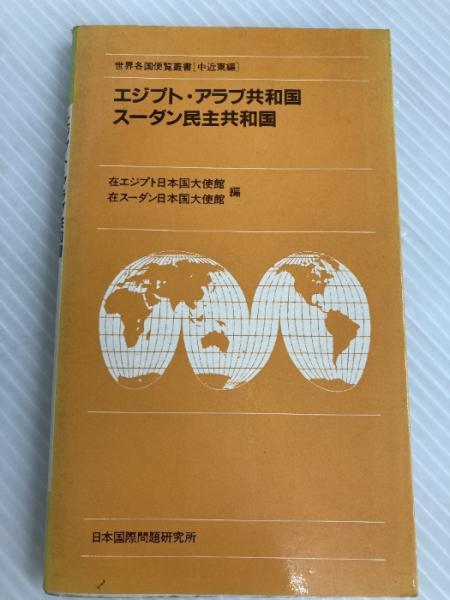 世界各国便覧叢書[中近東編]
エジプト・アラブ共和国
スーダン民主共和国
在エジプト日本国大使館
在スーダン日本国大使館 編
日本国際問題研究所